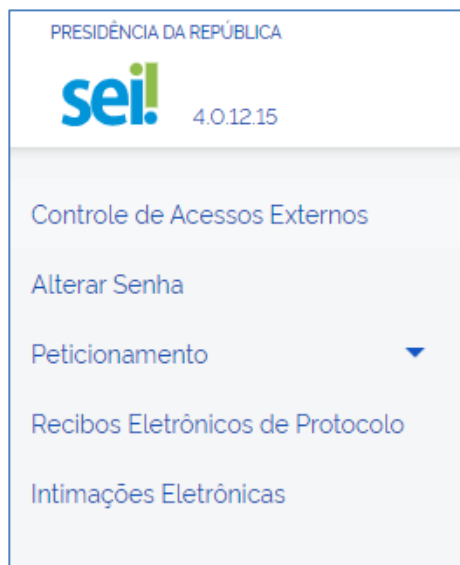 PRESIDÊNCIA DA REPÚBLICA
sei!
4.0.12.15
Controle de Acessos Externos
Alterar Senha
Peticionamento
Recibos Eletrônicos de Protocolo
Intimações Eletrônicas